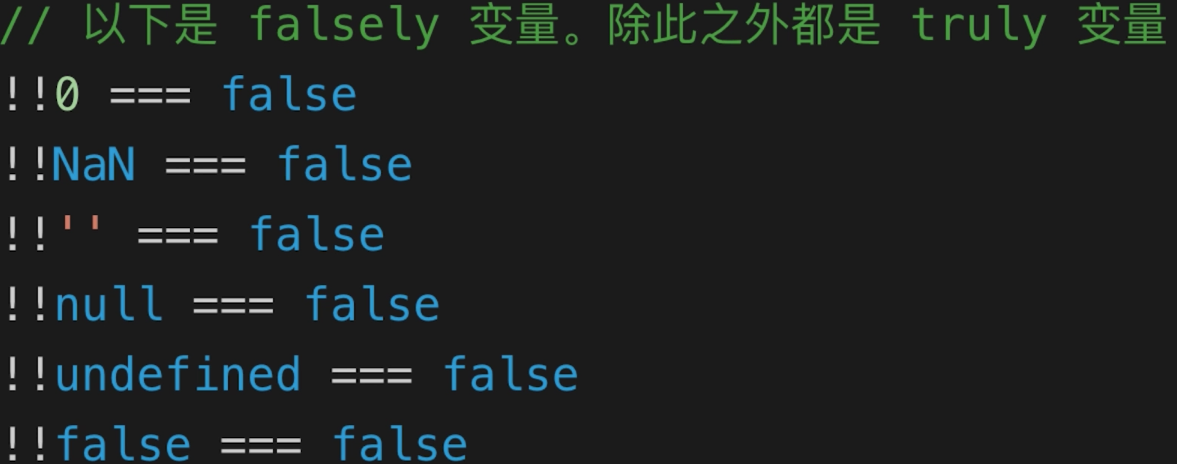 // 以下是 falsely 变量。除此之外都是 truly 变量
!!0 === false
!!NaN === false
!!'' === false
!!null === false
!!undefined === false
!!false === false